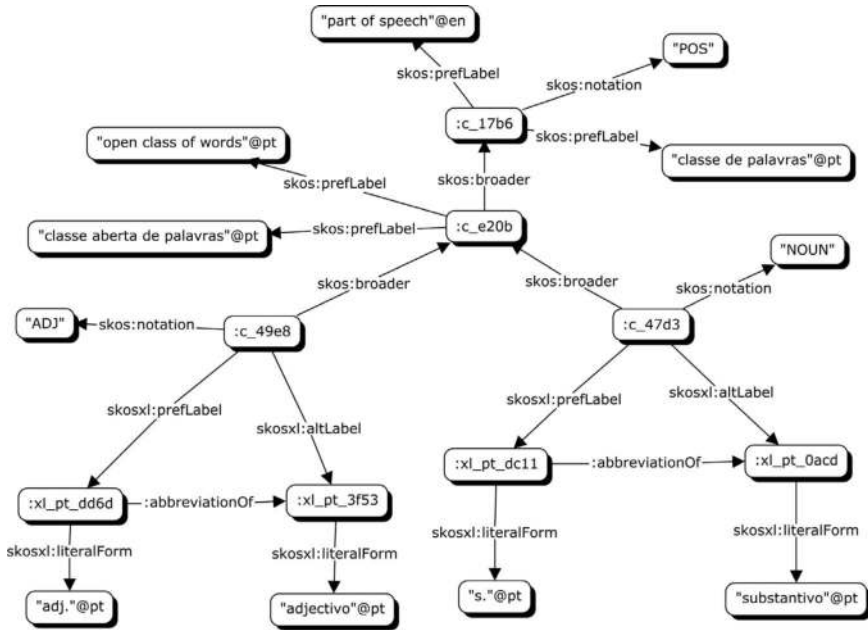 "part of speech"@en
skos:prefLabel
"POS"
skos:notation
:c_17b6
"open class of words"@pt
skos:prefLabel
"classe de palavras"@pt
skos:broader
skos:prefLabel
"classe aberta de palavras"@pt
skos:prefLabel
:c_e20b
"NOUN"
skos:broader
skos:broader
skos:notation
"ADJ"
skos:notation
:c_49e8
:c_47d3
skosxl:prefLabel
skosxl:altLabel
skosxl:prefLabel
skosxl:altLabel
:xl_pt_dc11
:abbreviationOf
:xl_pt_0acd
:xl_pt_dd6d
:abbreviationOf
:xl_pt_3f53
skosxl:literalForm
skosxl:literalForm
skosxl:literalForm
skosxl:literalForm
"s."@pt
"substantivo"@pt
"adj."@pt
"adjectivo"@pt